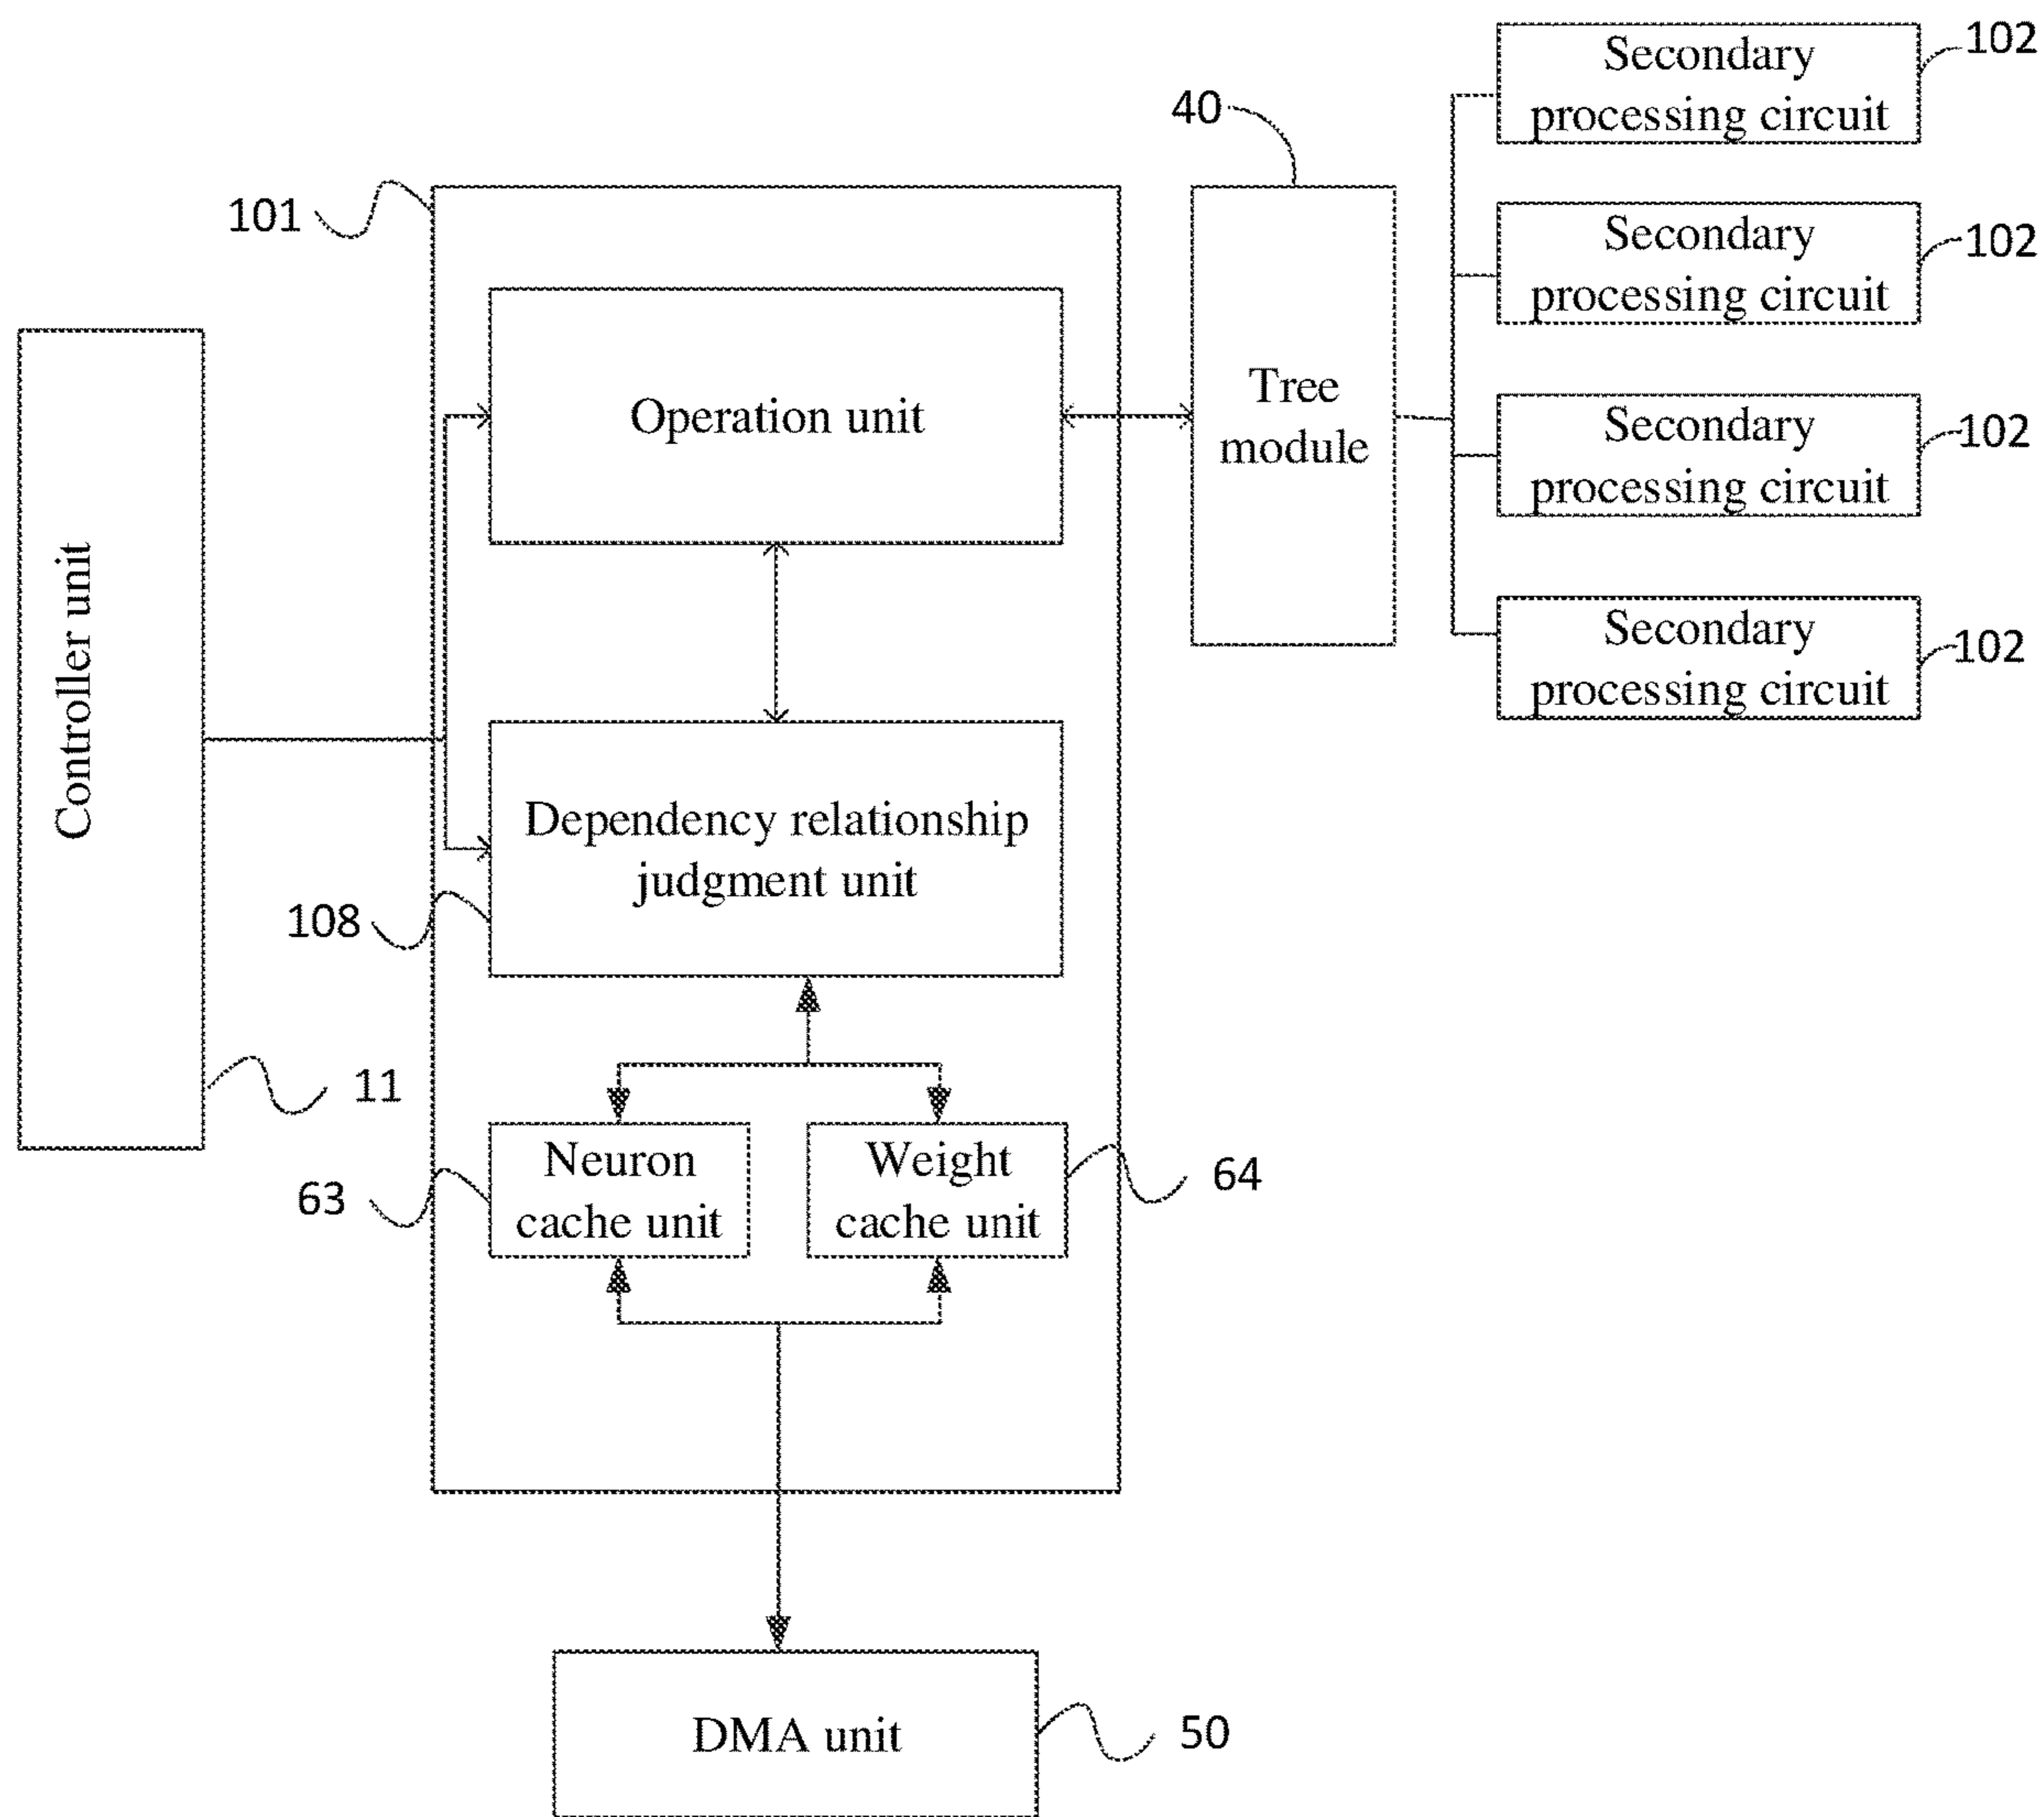 Secondary
processing circuit
102
40
Secondary
processing circuit
102
101
Tree
module
Secondary
processing circuit
102
Operation unit
Secondary
processing circuit
102
Controller unit
Dependency relationship
judgment unit
108
11
Neuron
cache unit
63
Weight
cache unit
64
DMA unit
50